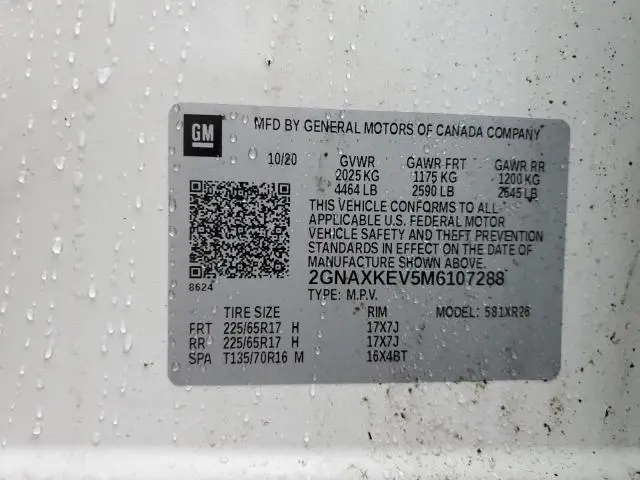 GM MFD BY GENERAL MOTORS OF CANADA COMPANY
10/20 GVWR GAWR FRT GAWR RR
2025 KG 1175 KG 1200 KG
4464 LB 2590 LB 2645 LB
THIS VEHICLE CONFORMS TO ALL
APPLICABLE U.S. FEDERAL MOTOR
VEHICLE SAFETY AND THEFT PREVENTION
STANDARDS IN EFFECT ON THE DATE OF
MANUFACTURE SHOWN ABOVE.
8624 2GNAXKEV5M6107288
TYPE: M.P.V.
TIRE SIZE RIM MODEL: 581XR26
FRT 225/65R17 H 17X7J
RR 225/65R17 H 17X7J
SPA T135/70R16 M 16X4BT